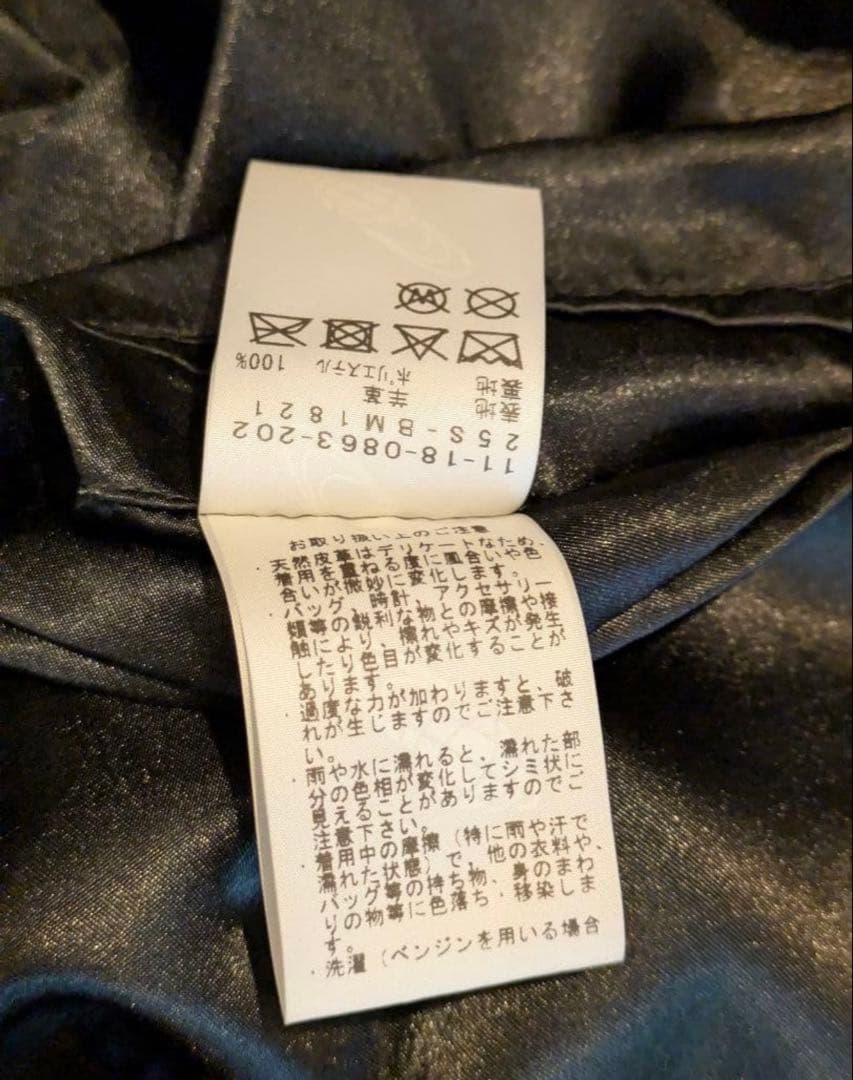 11-18-0863-202
25S-BM1821
表地 羊革
裏地 ポリエステル 100%
お取り扱い上のご注意
天然皮革はデリケートなため、
着用を重ねる度に風合いや色
合いが微妙に変化します。
・バッグ、時計、アクセサリー
類等の鋭利な物との摩擦や接
触により、擦れやキズが発生
したり色目が変化することが
あります。
・過度な力が加わりますと、破
れが生じますのでご注意下さ
い。
・雨や水に濡れると、濡れた部
分の色相が変化してシミ状に
見えることがありますのでご
注意下さい。
・着用中の摩擦（特に雨や汗で
濡れた状態）で、他の衣料や、
バッグ等の持ち物、身のまわ
りの物等に色落ち・移染しま
す。
・洗濯（ベンジンを用いる場合